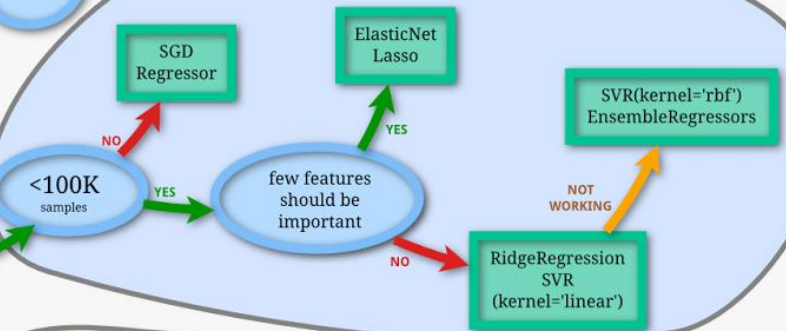 SGD
Regressor
ElasticNet
Lasso
SVR(kernel='rbf')
EnsembleRegressors
NO
YES
<100K
samples
YES
few features
should be
important
NOT
WORKING
NO
RidgeRegression
SVR
(kernel='linear')